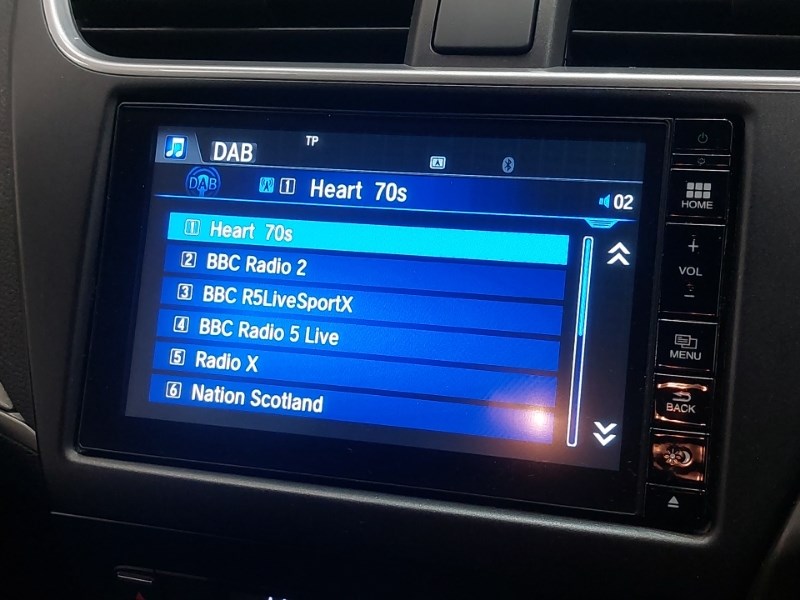 DAB TP
DAB 1 Heart 70s 02
1 Heart 70s
2 BBC Radio 2
3 BBC R5LiveSportX
4 BBC Radio 5 Live
5 Radio X
6 Nation Scotland
HOME
+
VOL
-
MENU
BACK